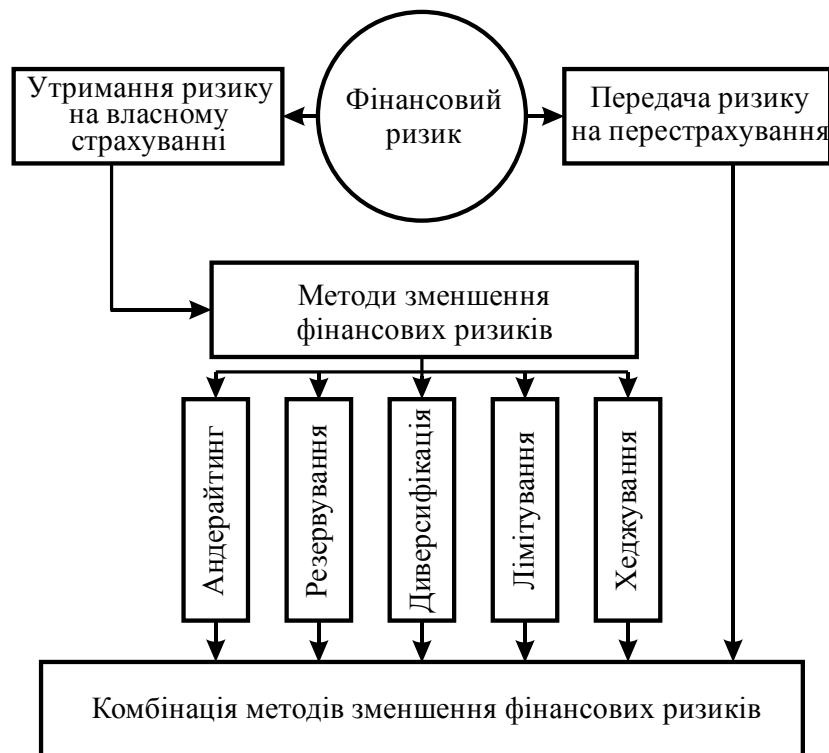 Утримання ризику
на власному
страхуванні
Фінансовий
ризик
Передача ризику
на перестрахування
Методи зменшення
фінансових ризиків
Андерайтинг
Резервування
Диверсифікація
Лімітування
Хеджування
Комбінація методів зменшення фінансових ризиків